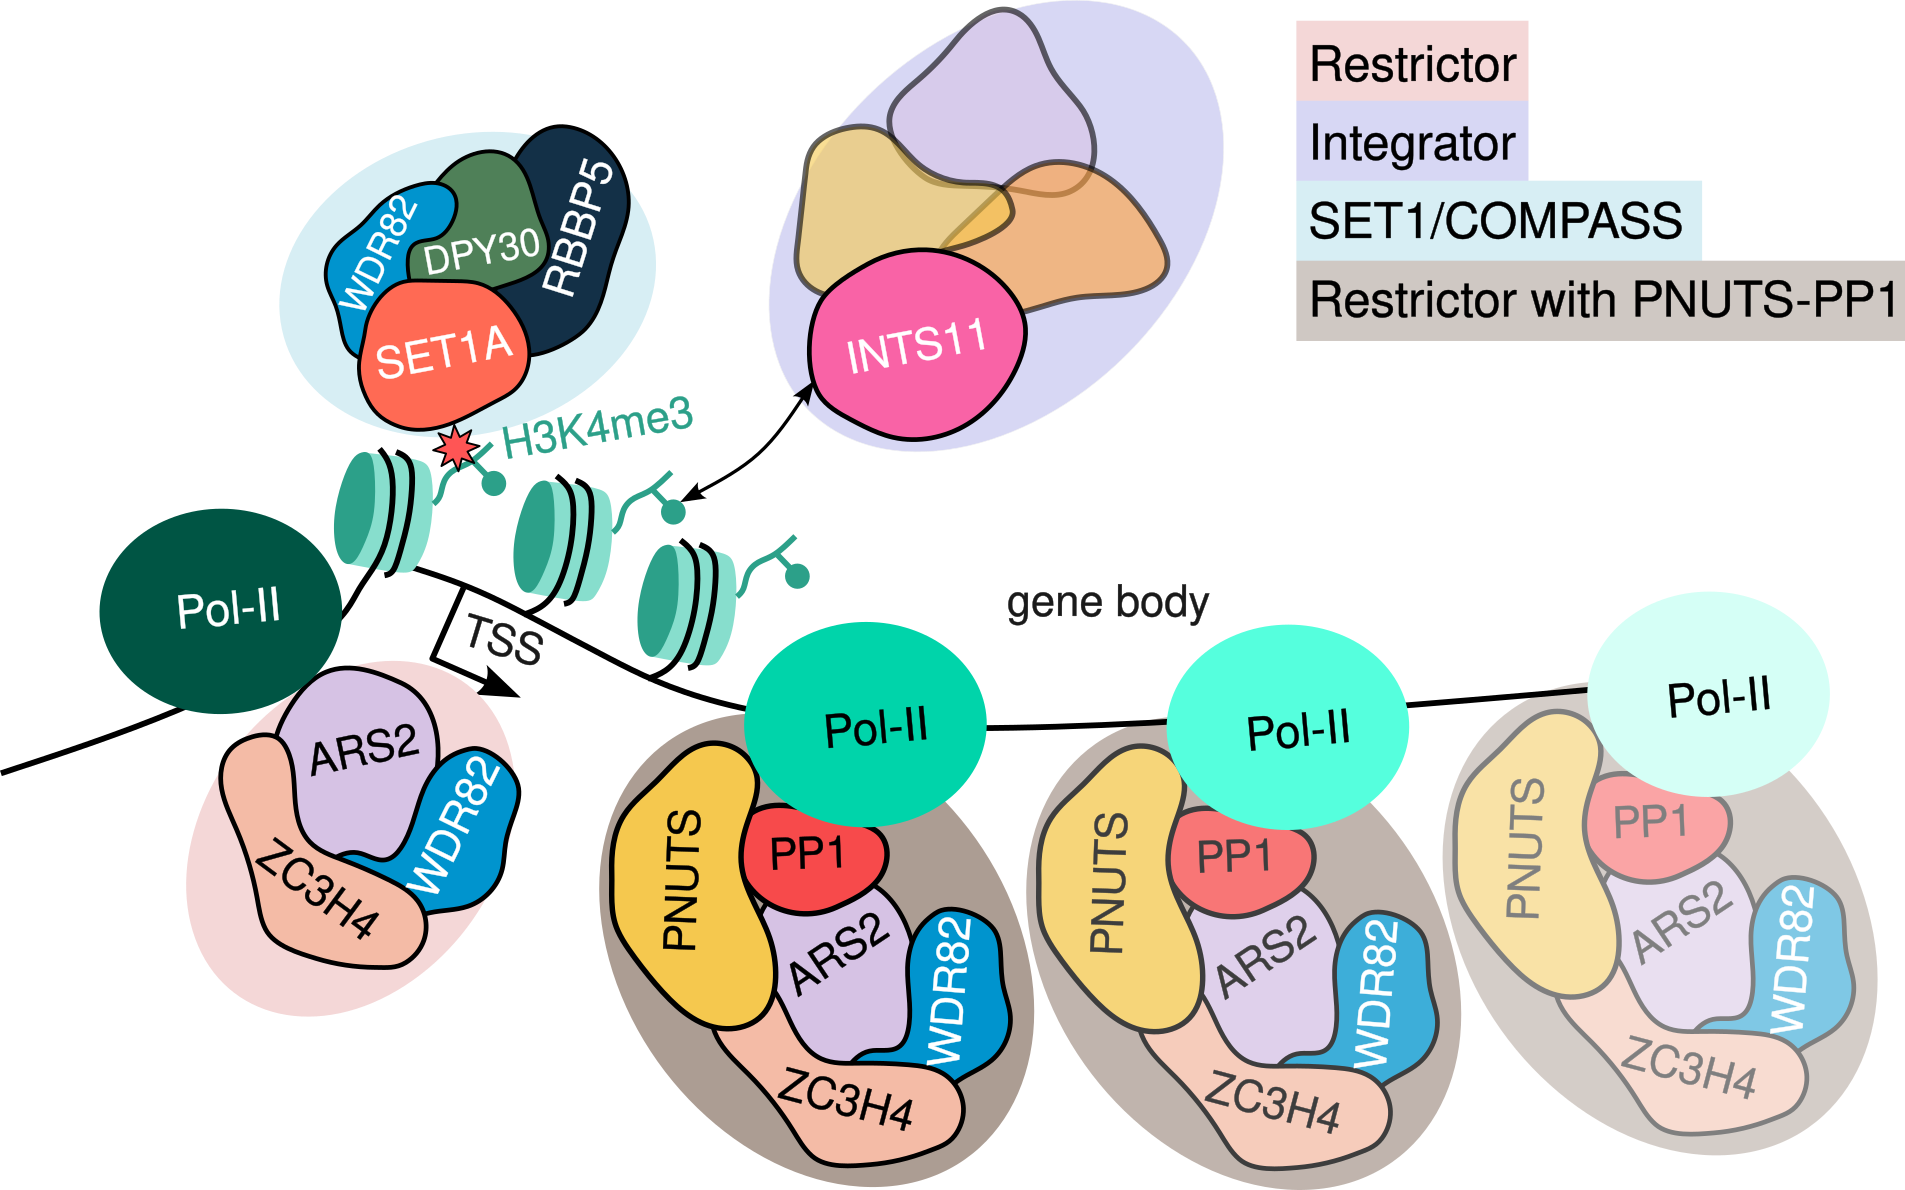 Restrictor
Integrator
SET1/COMPASS
Restrictor with PNUTS-PP1
WDR82
DPY30
RBBP5
SET1A
INTS11
H3K4me3
Pol-II
TSS
gene body
ARS2
WDR82
ZC3H4
Pol-II
PNUTS
PP1
ARS2
WDR82
ZC3H4
Pol-II
PNUTS
PP1
ARS2
WDR82
ZC3H4
Pol-II
PNUTS
PP1
ARS2
WDR82
ZC3H4